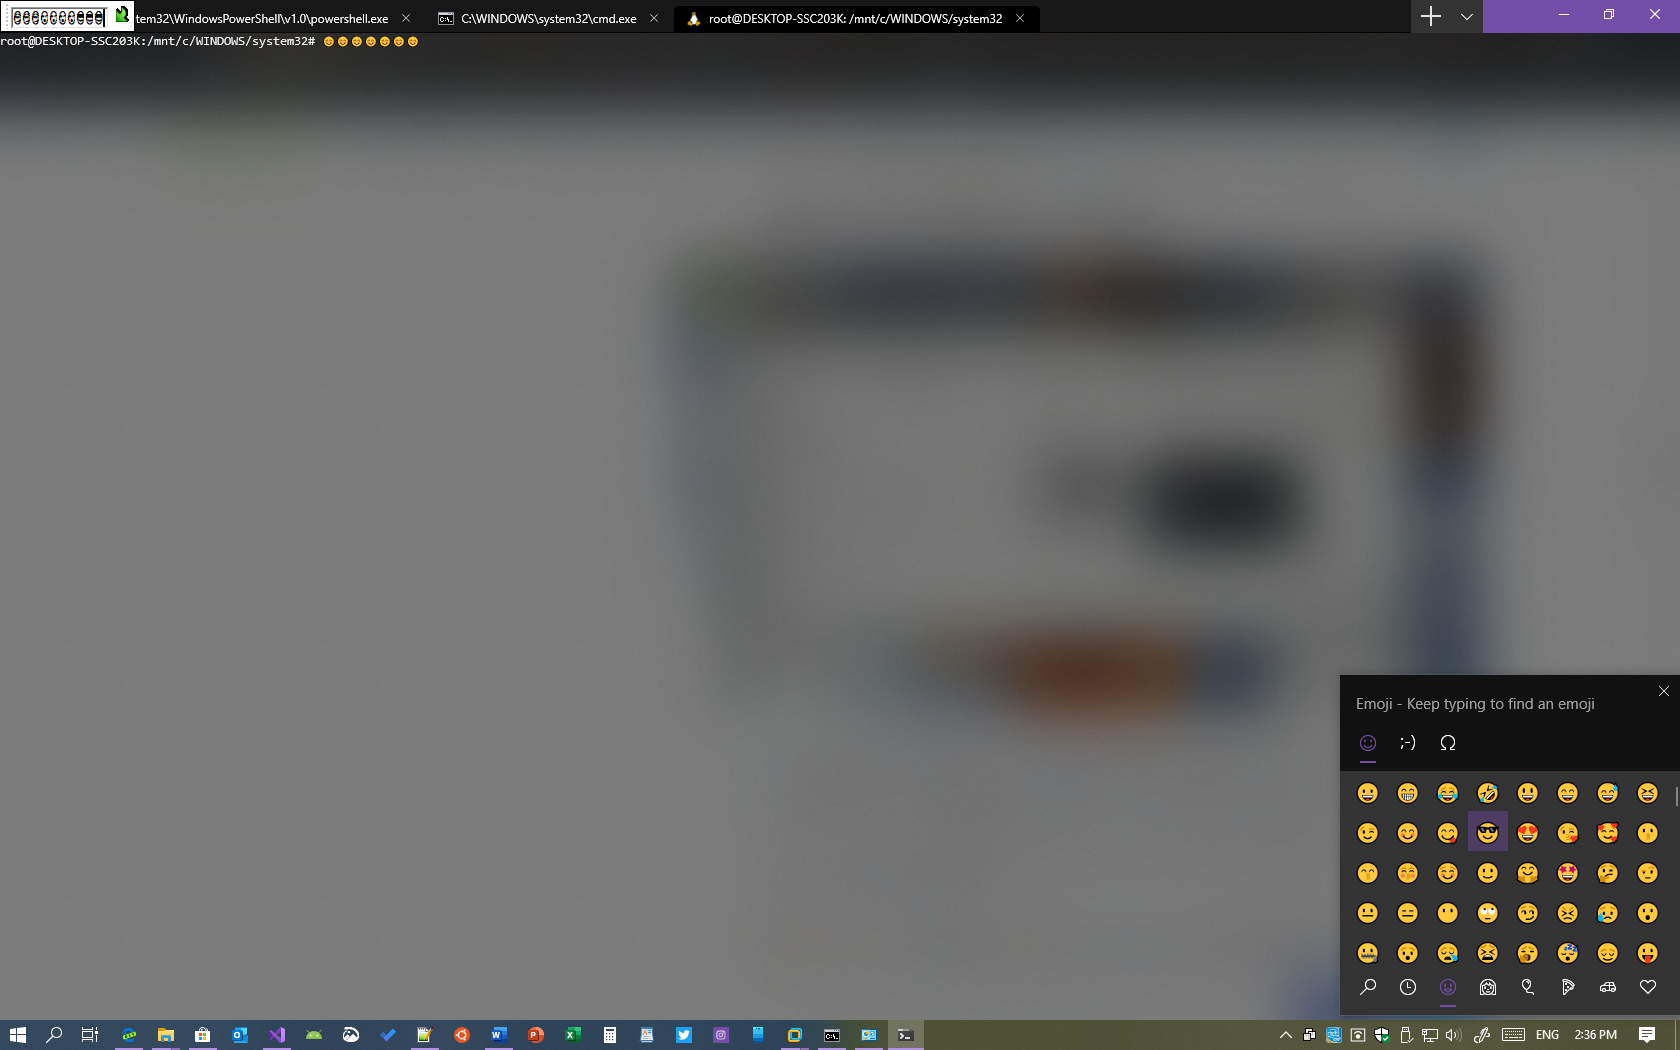 tem32\WindowsPowerShell\v1.0\powershell.exe
C:\WINDOWS\system32\cmd.exe
root@DESKTOP-SSC203K: /mnt/c/WINDOWS/system32
root@DESKTOP-SSC203K:/mnt/c/WINDOWS/system32# 😊😊😊😊😊😊😊
Emoji - Keep typing to find an emoji
;-)
Ω
ENG
2:36 PM